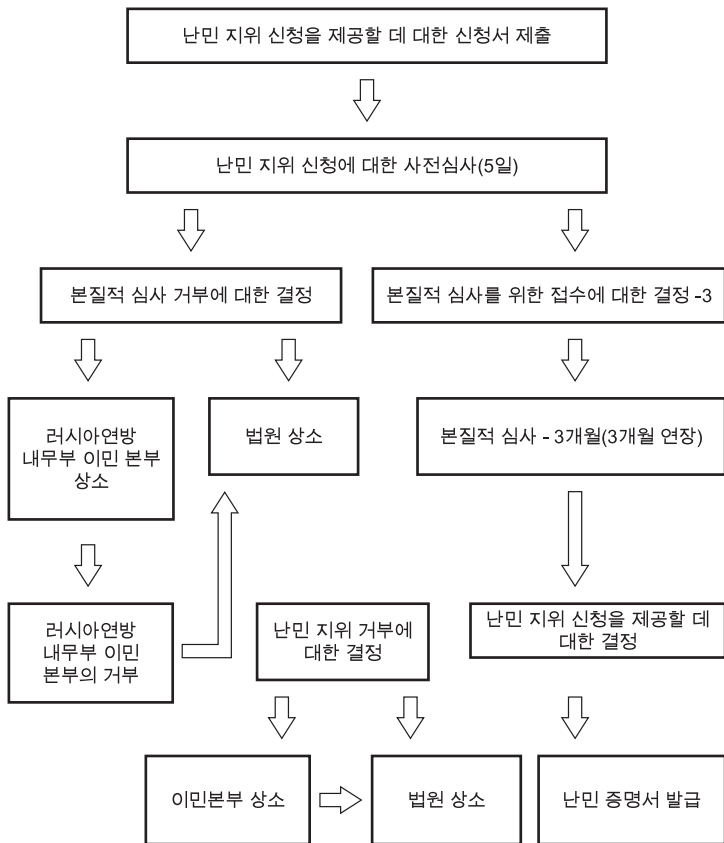 난민 지위 신청을 제공할 데 대한 신청서 제출
난민 지위 신청에 대한 사전심사(5일)
본질적 심사 거부에 대한 결정
본질적 심사를 위한 접수에 대한 결정 -3
러시아연방
내무부 이민 본부
상소
법원 상소
본질적 심사 - 3개월(3개월 연장)
러시아연방
내무부 이민
본부의 거부
난민 지위 거부에
대한 결정
난민 지위 신청을 제공할 데
대한 결정
이민본부 상소
법원 상소
난민 증명서 발급